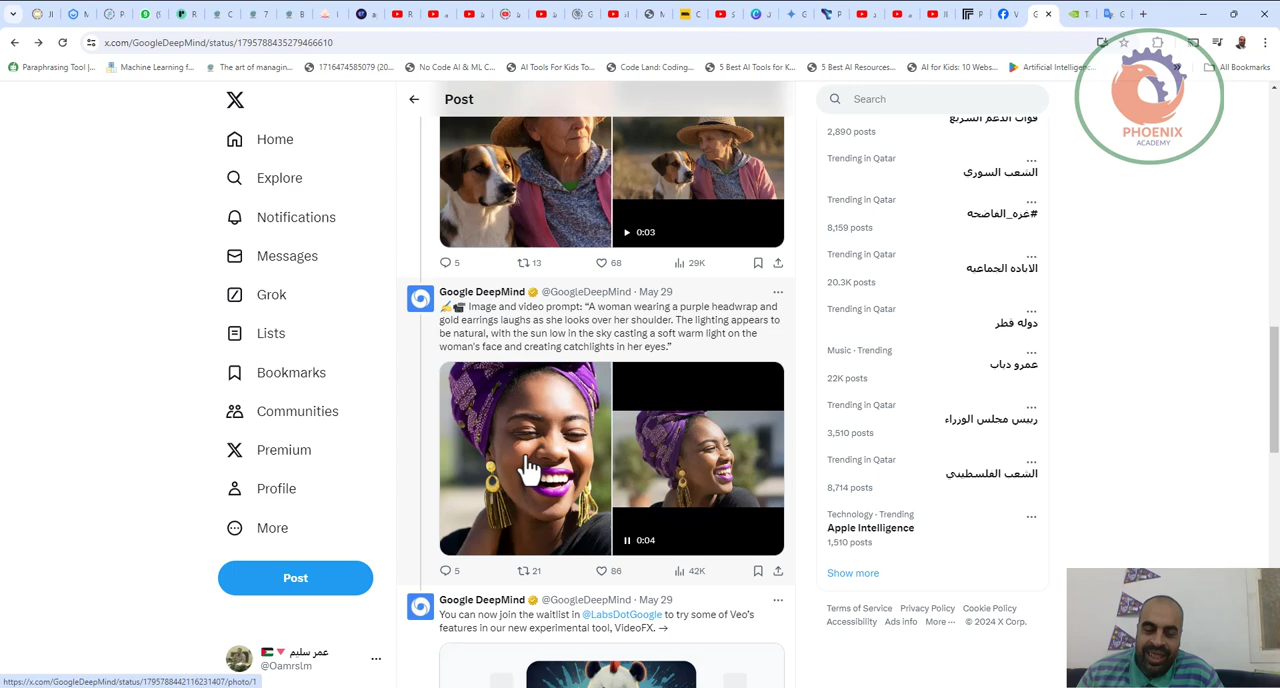 x.com/GoogleDeepMind/status/1795788435279466610
Paraphrasing Tool |...
Machine Learning f...
The art of managin...
1716474585079 (20...
No Code AI & ML C...
AI Tools For Kids To...
Code Land: Coding...
5 Best AI Tools for K...
5 Best AI Resources...
AI for Kids: 10 Webs...
Artificial Intelligenc...
All Bookmarks
PHOENIX
ACADEMY
Home
Explore
Notifications
Messages
Grok
Lists
Bookmarks
Communities
Premium
Profile
More
Post
عمر سليم
@Oamrslm
https://x.com/GoogleDeepMind/status/1795788442116231407/photo/1
Post
0:03
5 13 68 29K
Google DeepMind @GoogleDeepMind · May 29
Image and video prompt: “A woman wearing a purple headwrap and
gold earrings laughs as she looks over her shoulder. The lighting appears to
be natural, with the sun low in the sky casting a soft warm light on the
woman's face and creating catchlights in her eyes.”
0:04
5 21 86 42K
Google DeepMind @GoogleDeepMind · May 29
You can now join the waitlist in @LabsDotGoogle to try some of Veo’s
features in our new experimental tool, VideoFX. →
Search
قوات الدعم السريع
2,890 posts
Trending in Qatar
الشعب السوري
Trending in Qatar
#عزه_الفاضحه
8,159 posts
Trending in Qatar
الاباده الجماعيه
20.3K posts
Trending in Qatar
دوله قطر
Music · Trending
عمرو دياب
22K posts
Trending in Qatar
رييس مجلس الوزراء
3,510 posts
Trending in Qatar
الشعب الفلسطيني
8,714 posts
Technology · Trending
Apple Intelligence
1,510 posts
Show more
Terms of Service Privacy Policy Cookie Policy
Accessibility Ads info More ··· © 2024 X Corp.